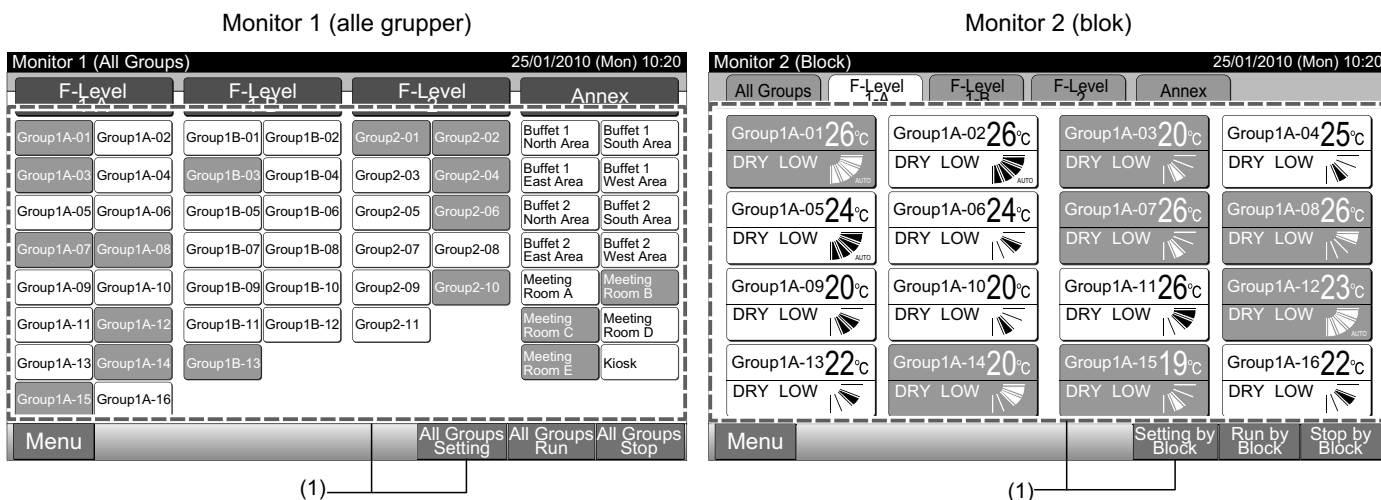 Monitor 1 (alle grupper)
Monitor 1 (All Groups) 25/01/2010 (Mon) 10:20
F-Level
1-A
F-Level
1-B
F-Level
2
Annex
Group1A-01 Group1A-02 Group1B-01 Group1B-02 Group2-01 Group2-02 Buffet 1 North Area Buffet 1 South Area
Group1A-03 Group1A-04 Group1B-03 Group1B-04 Group2-03 Group2-04 Buffet 1 East Area Buffet 1 West Area
Group1A-05 Group1A-06 Group1B-05 Group1B-06 Group2-05 Group2-06 Buffet 2 North Area Buffet 2 South Area
Group1A-07 Group1A-08 Group1B-07 Group1B-08 Group2-07 Group2-08 Buffet 2 East Area Buffet 2 West Area
Group1A-09 Group1A-10 Group1B-09 Group1B-10 Group2-09 Group2-10 Meeting Room A Meeting Room B
Group1A-11 Group1A-12 Group1B-11 Group1B-12 Group2-11 Meeting Room C Meeting Room D
Group1A-13 Group1A-14 Group1B-13 Meeting Room E Kiosk
Group1A-15 Group1A-16
Menu
All Groups Setting
All Groups Run
All Groups Stop
(1)
Monitor 2 (blok)
Monitor 2 (Block) 25/01/2010 (Mon) 10:20
All Groups
F-Level
1-A
F-Level
1-B
F-Level
2
Annex
Group1A-01 26°C Group1A-02 26°C Group1A-03 20°C Group1A-04 25°C
DRY LOW AUTO DRY LOW AUTO DRY LOW DRY LOW
Group1A-05 24°C Group1A-06 24°C Group1A-07 26°C Group1A-08 26°C
DRY LOW AUTO DRY LOW DRY LOW DRY LOW
Group1A-09 20°C Group1A-10 20°C Group1A-11 26°C Group1A-12 23°C
DRY LOW DRY LOW DRY LOW DRY LOW AUTO
Group1A-13 22°C Group1A-14 20°C Group1A-15 19°C Group1A-16 22°C
DRY LOW DRY LOW DRY LOW DRY LOW
Menu
Setting by Block
Run by Block
Stop by Block
(1)